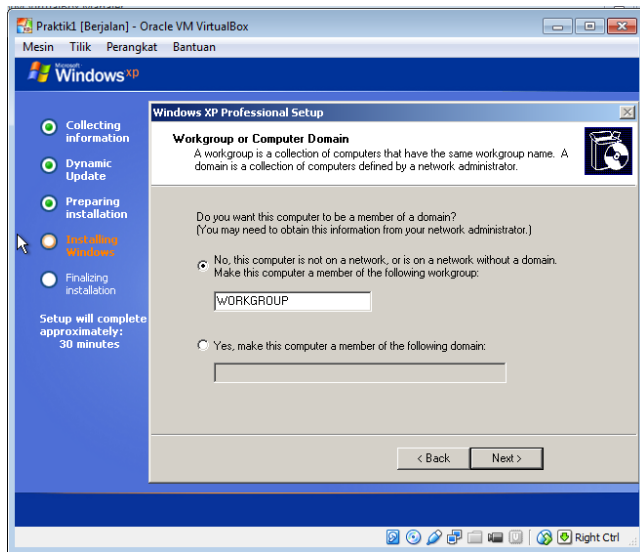 Praktik1 [Berjalan] - Oracle VM VirtualBox
Mesin Tilik Perangkat Bantuan
Microsoft
Windows xp
Collecting
information
Dynamic
Update
Preparing
installation
Installing
Windows
Finalizing
installation
Setup will complete
approximately:
30 minutes
Windows XP Professional Setup
Workgroup or Computer Domain
A workgroup is a collection of computers that have the same workgroup name. A
domain is a collection of computers defined by a network administrator.
Do you want this computer to be a member of a domain?
(You may need to obtain this information from your network administrator.)
No, this computer is not on a network, or is on a network without a domain.
Make this computer a member of the following workgroup:
WORKGROUP
Yes, make this computer a member of the following domain:
< Back
Next >
Right Ctrl